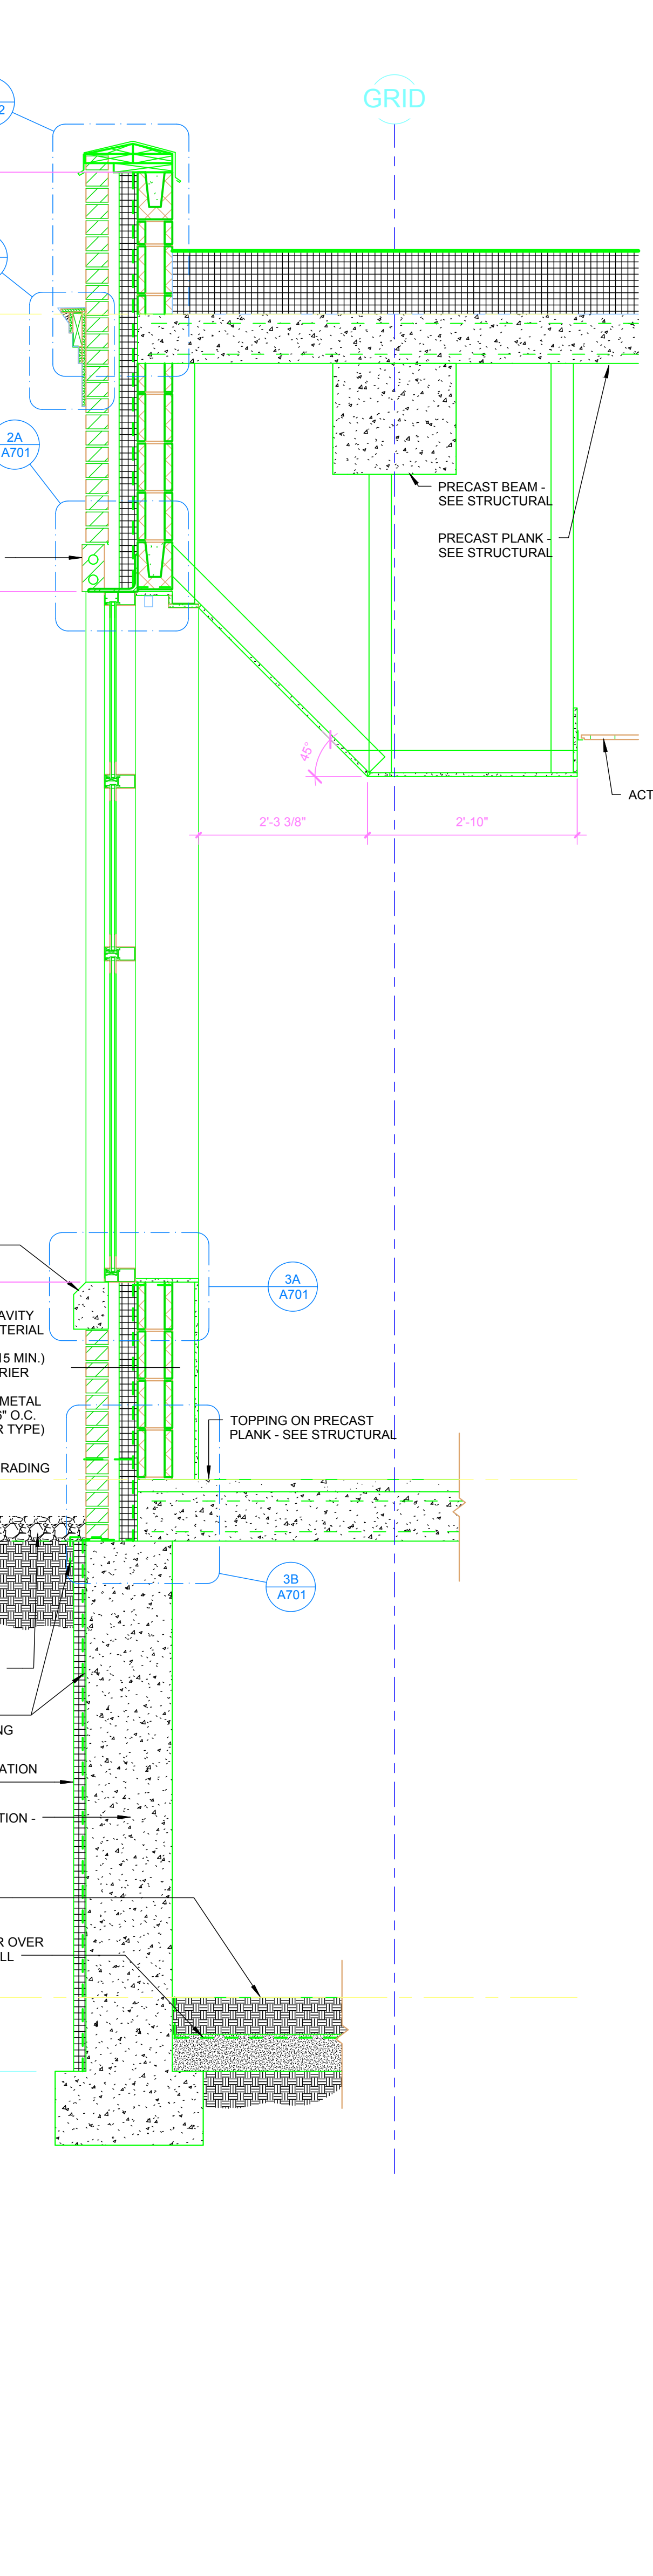 GRID
2
2A
A701
PRECAST BEAM -
SEE STRUCTURAL
PRECAST PLANK -
SEE STRUCTURAL
45°
ACT
2'-3 3/8"
2'-10"
3A
A701
AVITY
TERIAL
15 MIN.)
RIER
METAL
6" O.C.
R TYPE)
RADING
TOPPING ON PRECAST
PLANK - SEE STRUCTURAL
3B
A701
NG
ATION
TION -
R OVER
LL